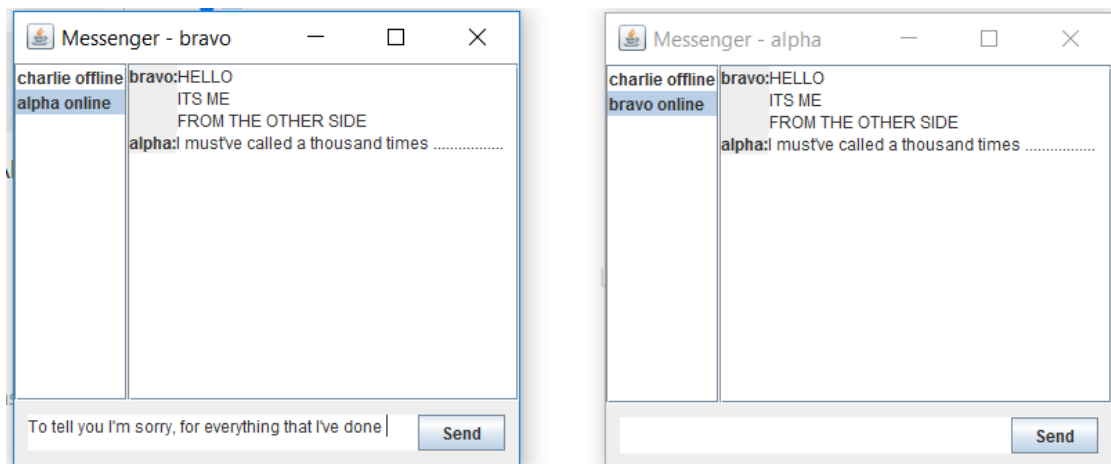 Messenger - bravo
charlie offline
alpha online
bravo:HELLO
ITS ME
FROM THE OTHER SIDE
alpha:I must've called a thousand times .................
To tell you I'm sorry, for everything that I've done
Send
Messenger - alpha
charlie offline
bravo online
bravo:HELLO
ITS ME
FROM THE OTHER SIDE
alpha:I must've called a thousand times .................
Send